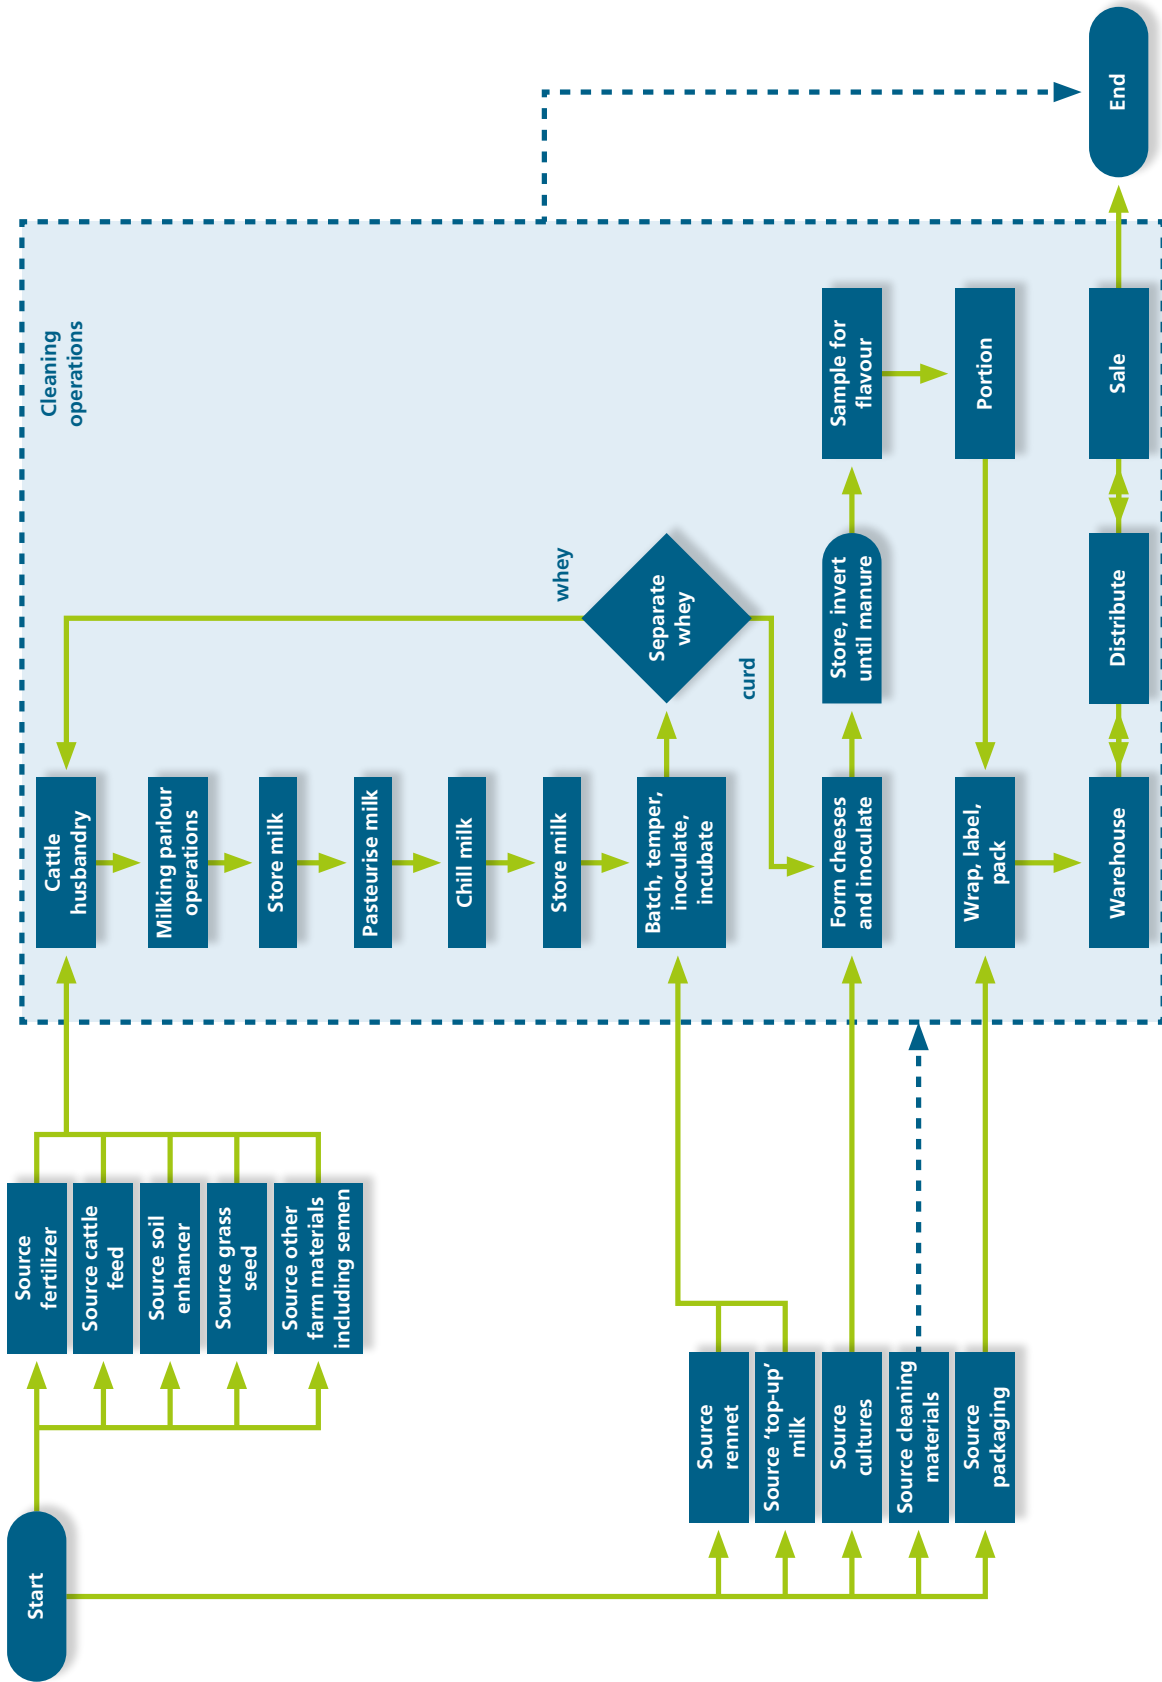 Start
Source
fertilizer
Source cattle
feed
Source soil
enhancer
Source grass
seed
Source other
farm materials
including semen
Source
rennet
Source ‘top-up’
milk
Source
cultures
Source cleaning
materials
Source
packaging
Cleaning
operations
Cattle
husbandry
Milking parlour
operations
Store milk
Pasteurise milk
Chill milk
Store milk
Batch, temper,
inoculate,
incubate
Separate
whey
whey
curd
Form cheeses
and inoculate
Store, invert
until manure
Sample for
flavour
Portion
Wrap, label,
pack
Warehouse
Distribute
Sale
End